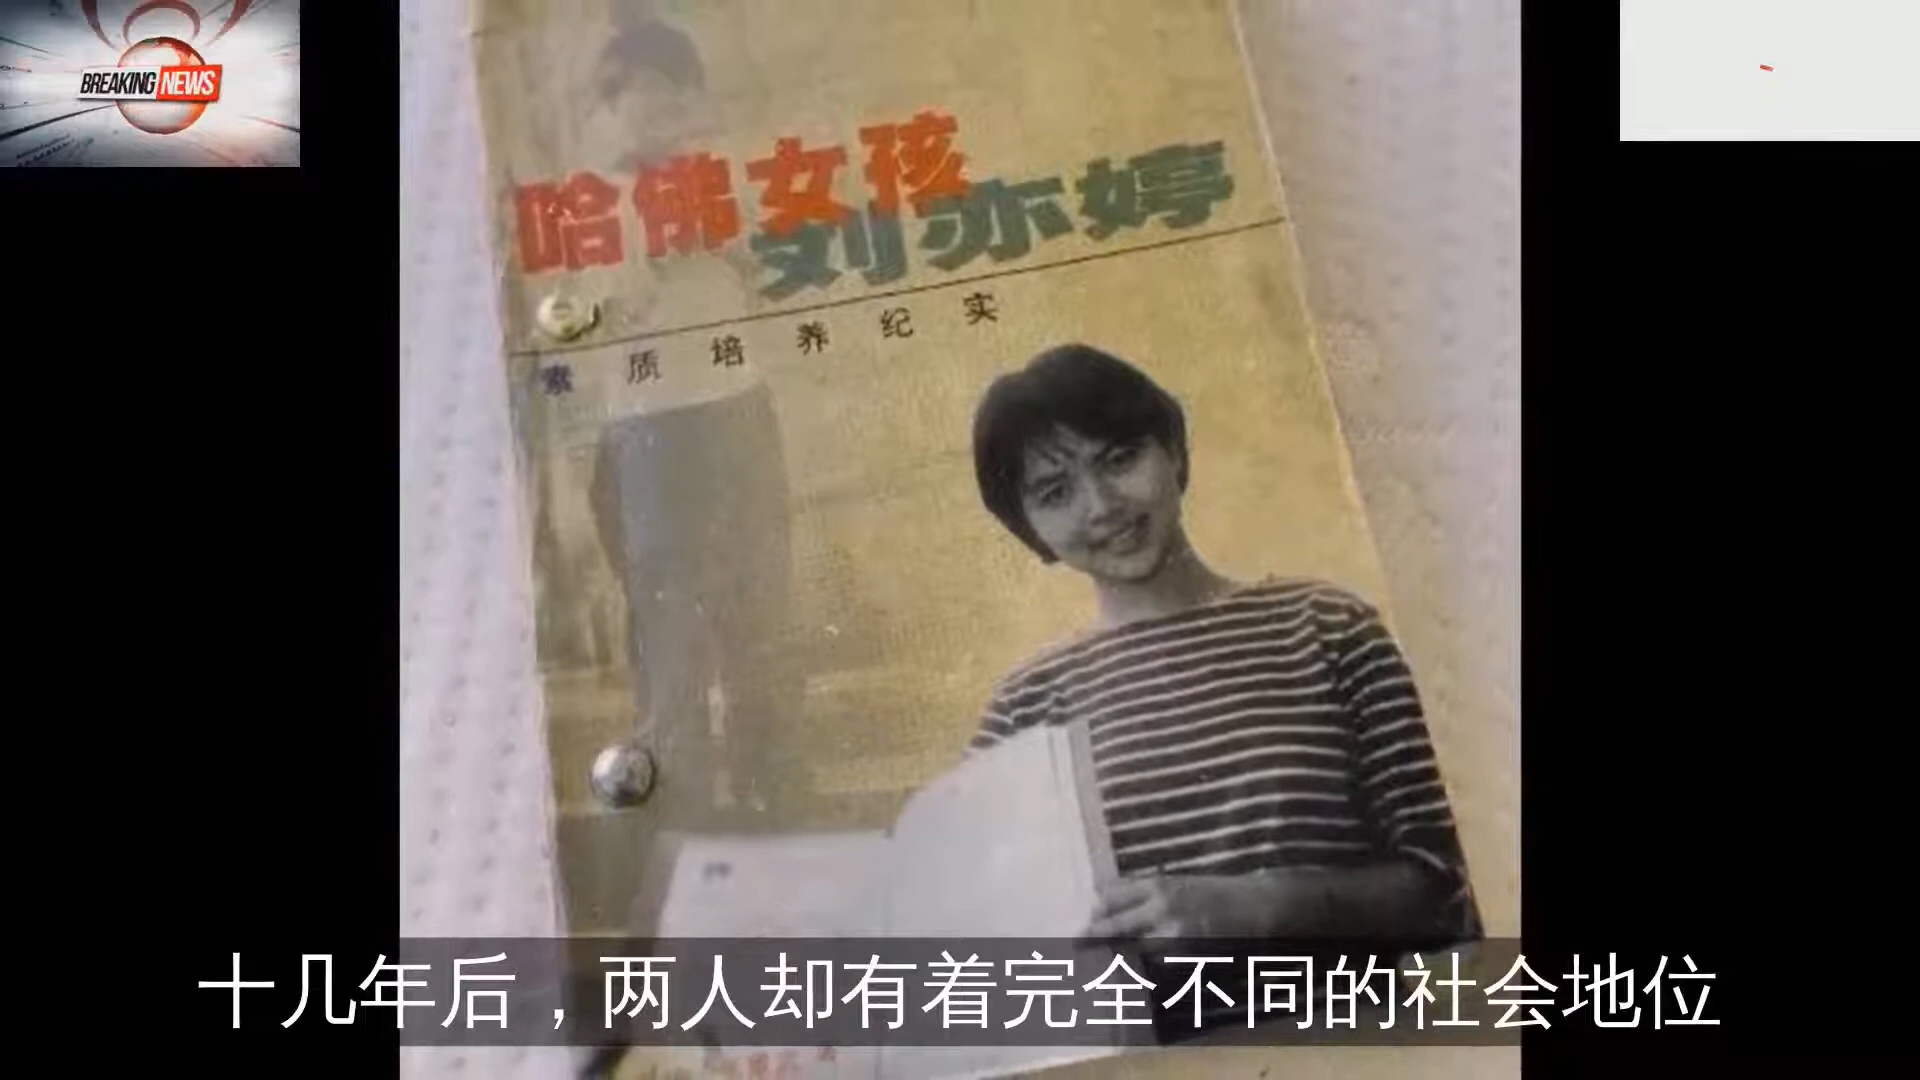 BREAKING NEWS
哈佛女孩
刘亦婷
素质培养纪实
十几年后，两人却有着完全不同的社会地位